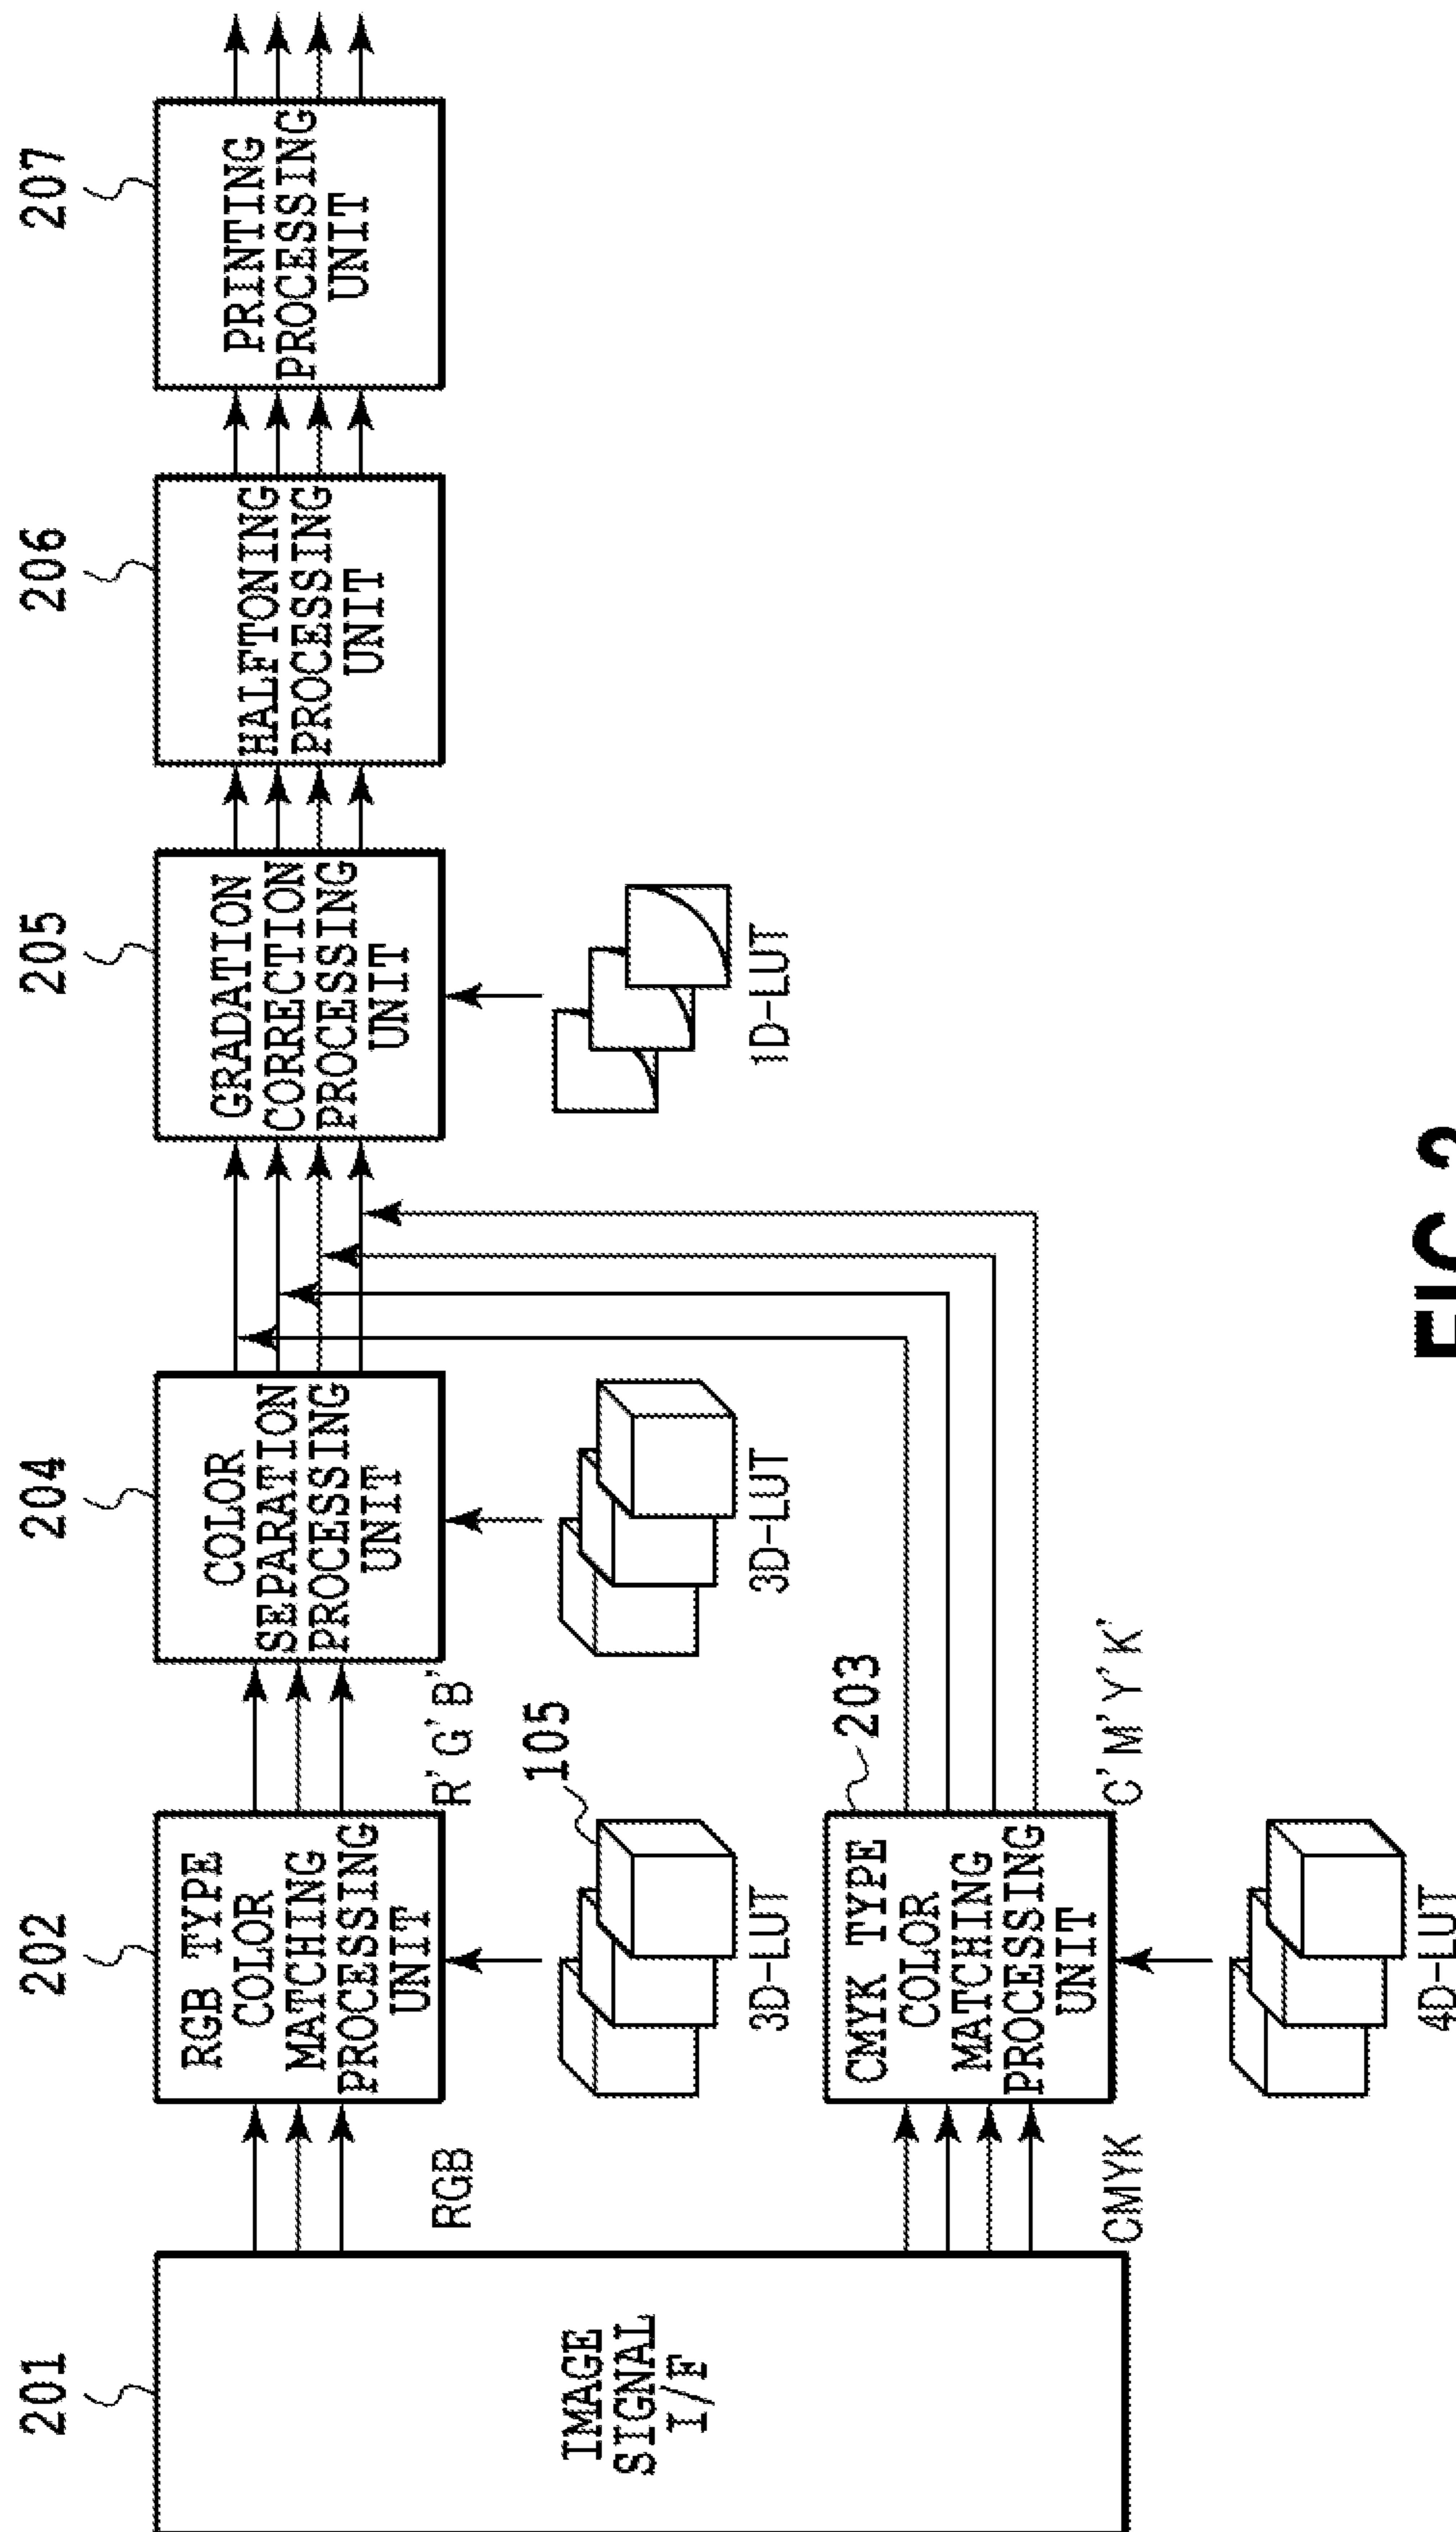 201
IMAGE
SIGNAL
I/F
RGB
CMYK
202
RGB TYPE
COLOR
MATCHING
PROCESSING
UNIT
3D-LUT
105
R'G'B'
203
CMYK TYPE
COLOR
MATCHING
PROCESSING
UNIT
4D-LUT
C'M'Y'K'
204
COLOR
SEPARATION
PROCESSING
UNIT
3D-LUT
205
GRADATION
CORRECTION
PROCESSING
UNIT
1D-LUT
206
HALFTONING
PROCESSING
UNIT
207
PRINTING
PROCESSING
UNIT